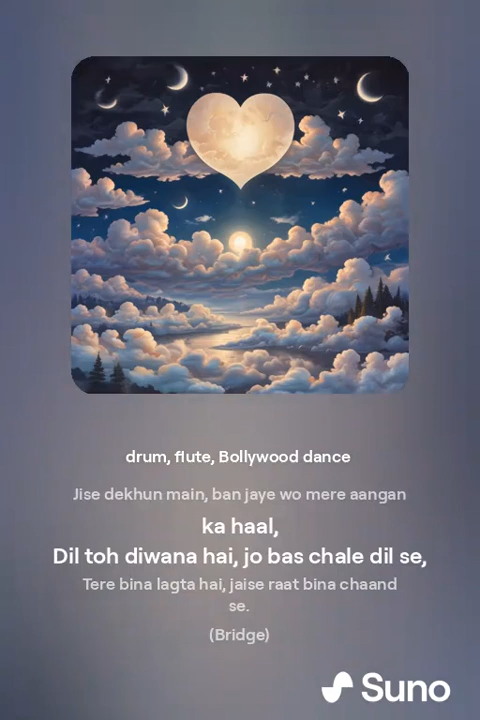 drum, flute, Bollywood dance
Jise dekhun main, ban jaye wo mere aangan
ka haal,
Dil toh diwana hai, jo bas chale dil se,
Tere bina lagta hai, jaise raat bina chaand
se.
(Bridge)
Suno